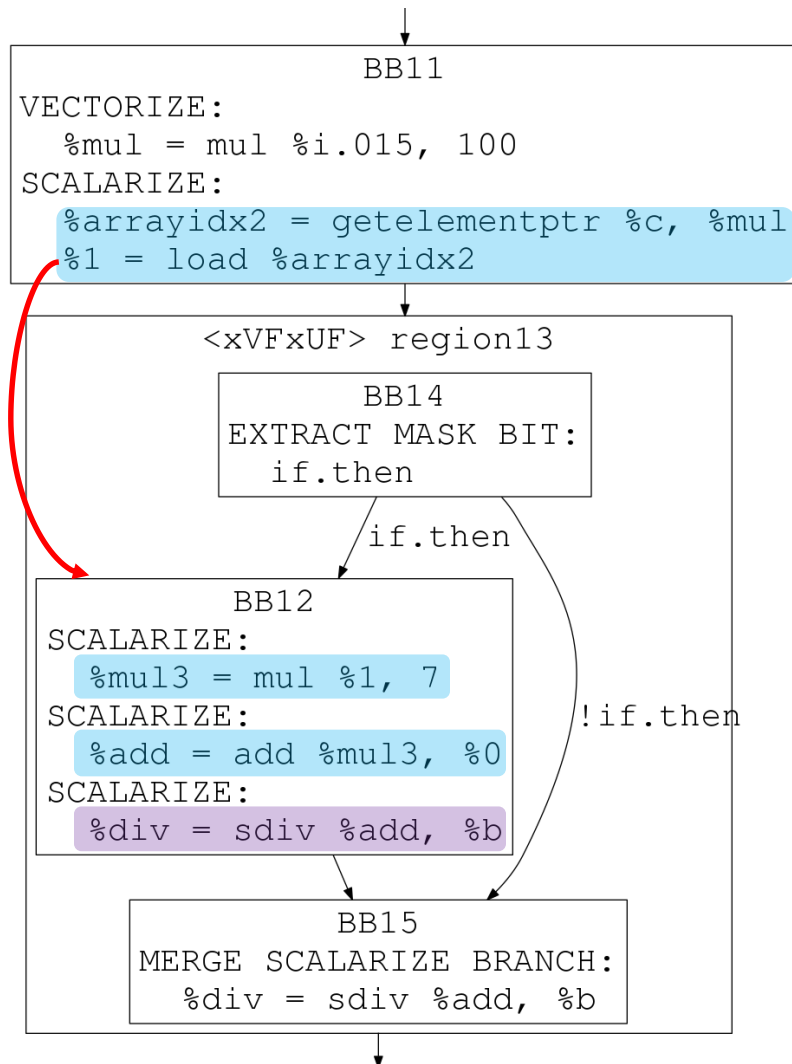 BB11
VECTORIZE:
%mul = mul %i.015, 100
SCALARIZE:
%arrayidx2 = getelementptr %c, %mul
%1 = load %arrayidx2
<xVFxUF> region13
BB14
EXTRACT MASK BIT:
if.then
if.then
BB12
SCALARIZE:
%mul3 = mul %1, 7
SCALARIZE:
%add = add %mul3, %0
SCALARIZE:
%div = sdiv %add, %b
!if.then
BB15
MERGE SCALARIZE BRANCH:
%div = sdiv %add, %b